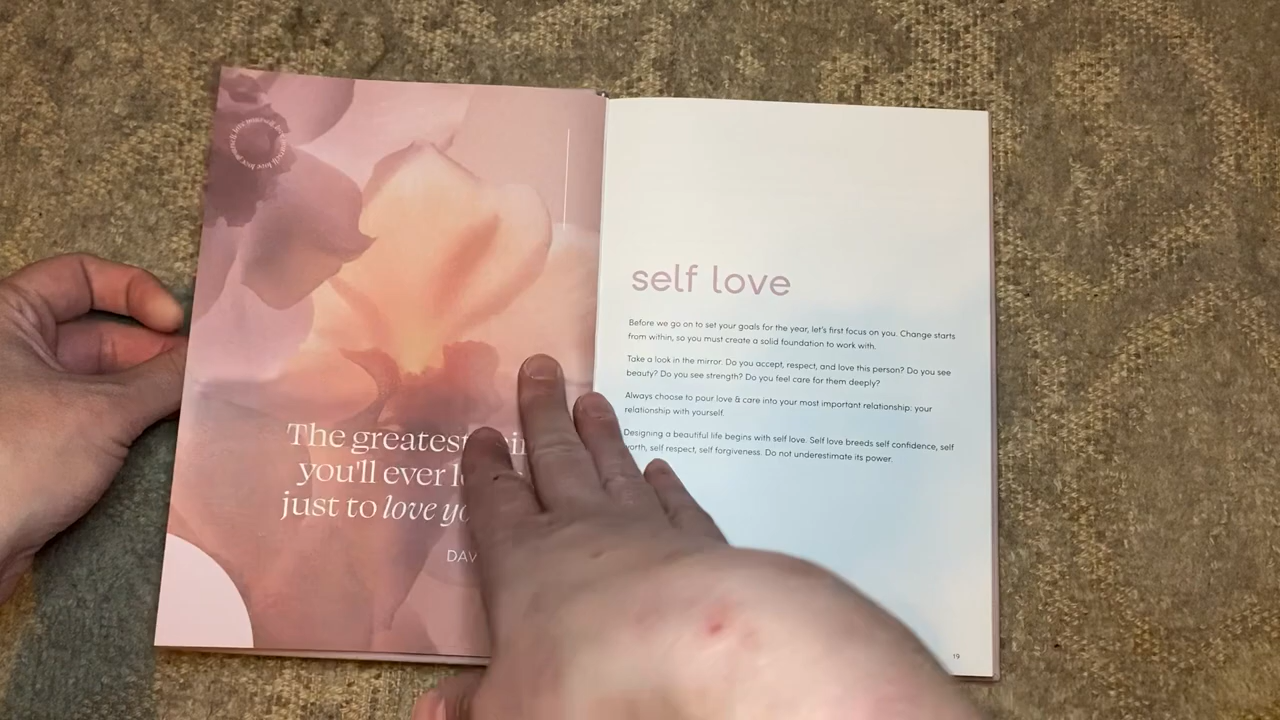 The greatest
you'll ever
just to love
DAV
self love
Before we go on to set your goals for the year, let's first focus on you. Change starts
from within, so you must create a solid foundation to work with.
Take a look in the mirror. Do you accept, respect, and love this person? Do you see
beauty? Do you see strength? Do you feel care for them deeply?
Always choose to pour love & care into your most important relationship: your
relationship with yourself.
Designing a beautiful life begins with self love. Self love breeds self confidence, self
worth, self respect, self forgiveness. Do not underestimate its power.
19